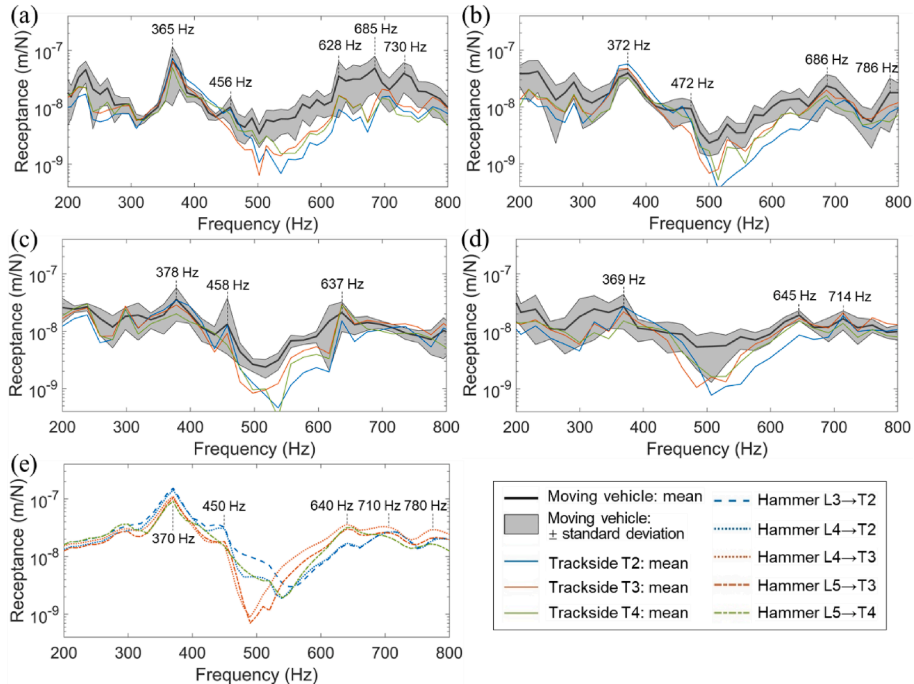 (a)
365 Hz
456 Hz
628 Hz
685 Hz
730 Hz
Receptance (m/N)
10-7
10-8
10-9
200 300 400 500 600 700 800
Frequency (Hz)
(b)
372 Hz
472 Hz
686 Hz
786 Hz
Receptance (m/N)
10-7
10-8
10-9
200 300 400 500 600 700 800
Frequency (Hz)
(c)
378 Hz
458 Hz
637 Hz
Receptance (m/N)
10-7
10-8
10-9
200 300 400 500 600 700 800
Frequency (Hz)
(d)
369 Hz
645 Hz
714 Hz
Receptance (m/N)
10-7
10-8
10-9
200 300 400 500 600 700 800
Frequency (Hz)
(e)
370 Hz
450 Hz
640 Hz
710 Hz
780 Hz
Receptance (m/N)
10-7
10-8
10-9
200 300 400 500 600 700 800
Frequency (Hz)
Moving vehicle: mean
Moving vehicle:
± standard deviation
Trackside T2: mean
Trackside T3: mean
Trackside T4: mean
Hammer L3→T2
Hammer L4→T2
Hammer L4→T3
Hammer L5→T3
Hammer L5→T4